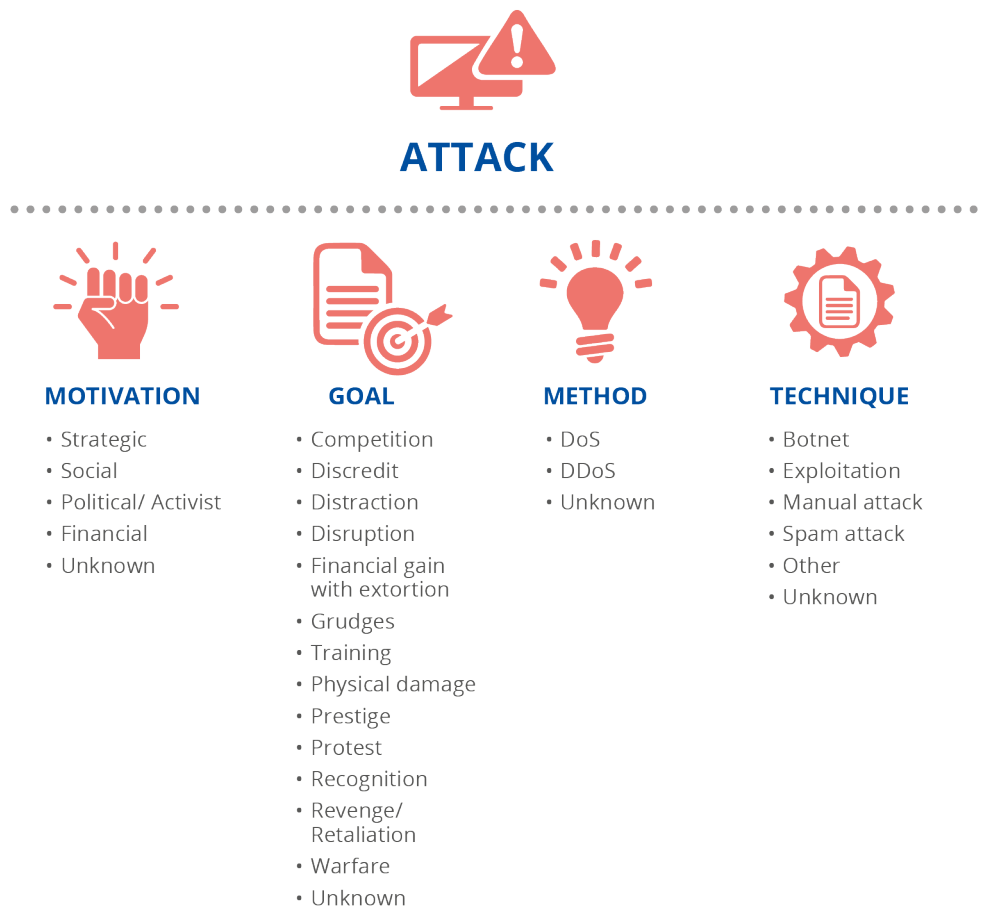 ATTACK
MOTIVATION
• Strategic
• Social
• Political/ Activist
• Financial
• Unknown
GOAL
• Competition
• Discredit
• Distraction
• Disruption
• Financial gain
with extortion
• Grudges
• Training
• Physical damage
• Prestige
• Protest
• Recognition
• Revenge/
Retaliation
• Warfare
• Unknown
METHOD
• DoS
• DDoS
• Unknown
TECHNIQUE
• Botnet
• Exploitation
• Manual attack
• Spam attack
• Other
• Unknown